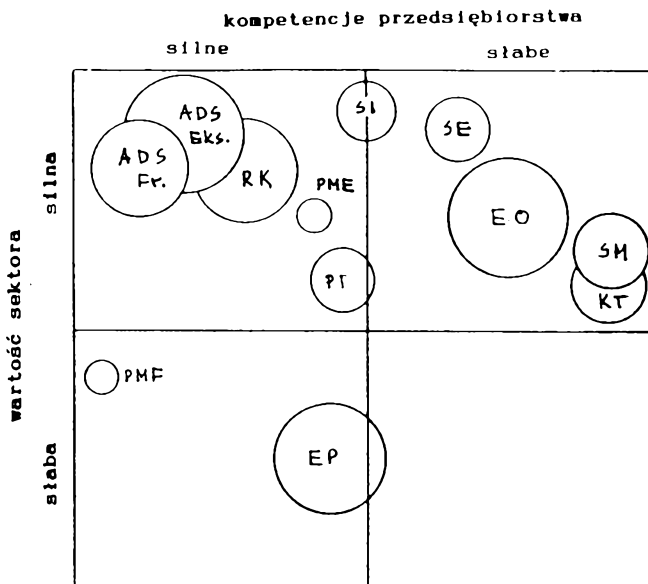 kompetencje przedsiębiorstwa
silne
słabe
wartość sektora
silna
słaba
ADS
Eks.
ADS
Fr.
RK
PME
PT
SI
SE
EO
SM
KT
PMF
EP